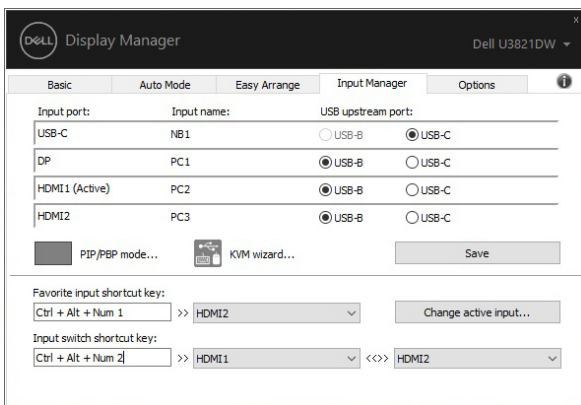 DELL Display Manager x
Dell U3821DW
Basic Auto Mode Easy Arrange Input Manager Options i
Input port: Input name: USB upstream port:
USB-C NB1 USB-B USB-C
DP PC1 USB-B USB-C
HDMI1 (Active) PC2 USB-B USB-C
HDMI2 PC3 USB-B USB-C
PIP/PBP mode... KVM wizard... Save
Favorite input shortcut key:
Ctrl + Alt + Num 1 >> HDMI2 Change active input...
Input switch shortcut key:
Ctrl + Alt + Num 2 >> HDMI1 <<>> HDMI2